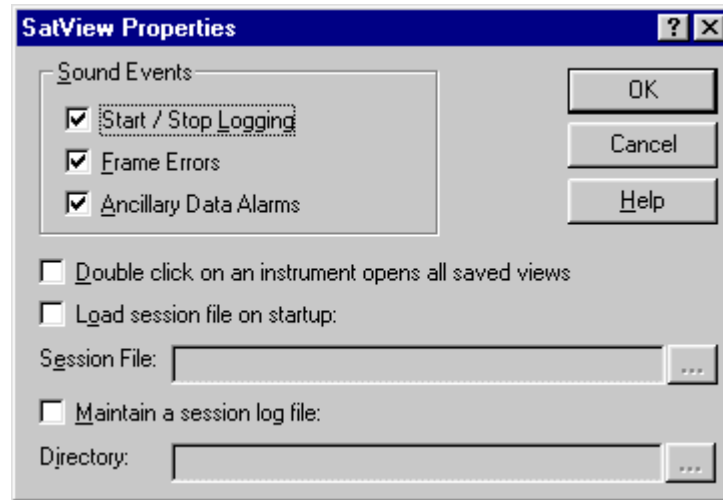 SatView Properties
Sound Events
Start / Stop Logging
Frame Errors
Ancillary Data Alarms
OK
Cancel
Help
Double click on an instrument opens all saved views
Load session file on startup:
Session File:
...
Maintain a session log file:
Directory:
...